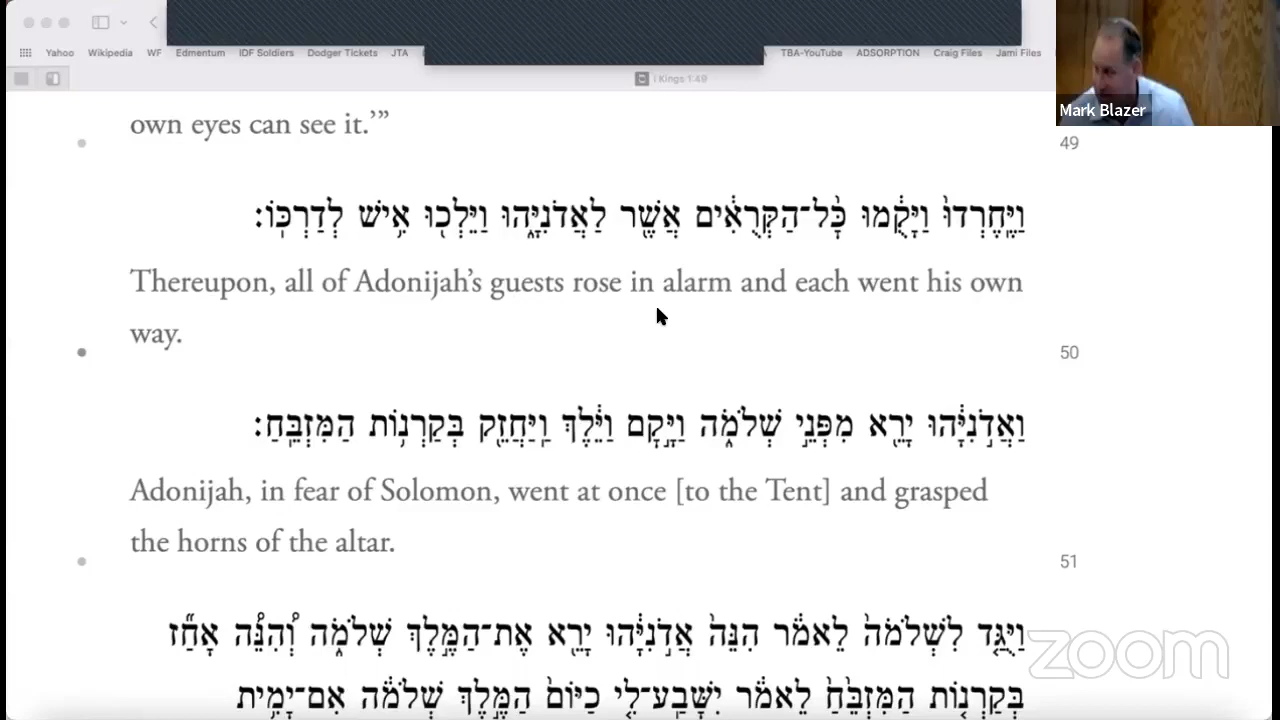 Yahoo Wikipedia WF Edmentum IDF Soldiers Dodger Tickets JTA TBA-YouTube ADSORPTION Craig Files Jami Files
I Kings 1:49
Mark Blazer
own eyes can see it.’”
49
וַיֶּֽחֶרְדוּ֙ וַיָּקֻ֔מוּ כׇּ֨ל־הַקְּרֻאִ֔ים אֲשֶׁ֖ר לַאֲדֹנִיָּ֑הוּ וַיֵּלְכ֖וּ אִ֥ישׁ לְדַרְכּֽוֹ׃
Thereupon, all of Adonijah’s guests rose in alarm and each went his own
way.
50
וַאֲדֹ֣נִיָּ֔הוּ יָרֵ֖א מִפְּנֵ֣י שְׁלֹמֹ֑ה וַיָּ֣קׇם וַיֵּ֔לֶךְ וַֽיַּחֲזֵ֖ק בְּקַרְנ֥וֹת הַמִּזְבֵּֽחַ׃
Adonijah, in fear of Solomon, went at once [to the Tent] and grasped
the horns of the altar.
51
וַיֻּגַּ֤ד לִשְׁלֹמֹה֙ לֵאמֹ֔ר הִנֵּה֙ אֲדֹ֣נִיָּ֔הוּ יָרֵ֖א אֶת־הַמֶּ֣לֶךְ שְׁלֹמֹ֑ה וְ֠הִנֵּ֠ה אָחַ֞ז
בְּקַרְנ֤וֹת הַמִּזְבֵּ֙חַ֙ לֵאמֹ֔ר יִשָּׁבַֽע־לִ֤י כַיּוֹם֙ הַמֶּ֣לֶךְ שְׁלֹמֹ֔ה אִם־יָמִ֥ית
zoom